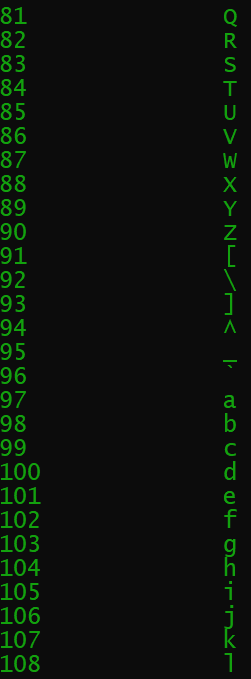 81 Q
82 R
83 S
84 T
85 U
86 V
87 W
88 X
89 Y
90 Z
91 [
92 \
93 ]
94 ^
95 _
96 `
97 a
98 b
99 c
100 d
101 e
102 f
103 g
104 h
105 i
106 j
107 k
108 l